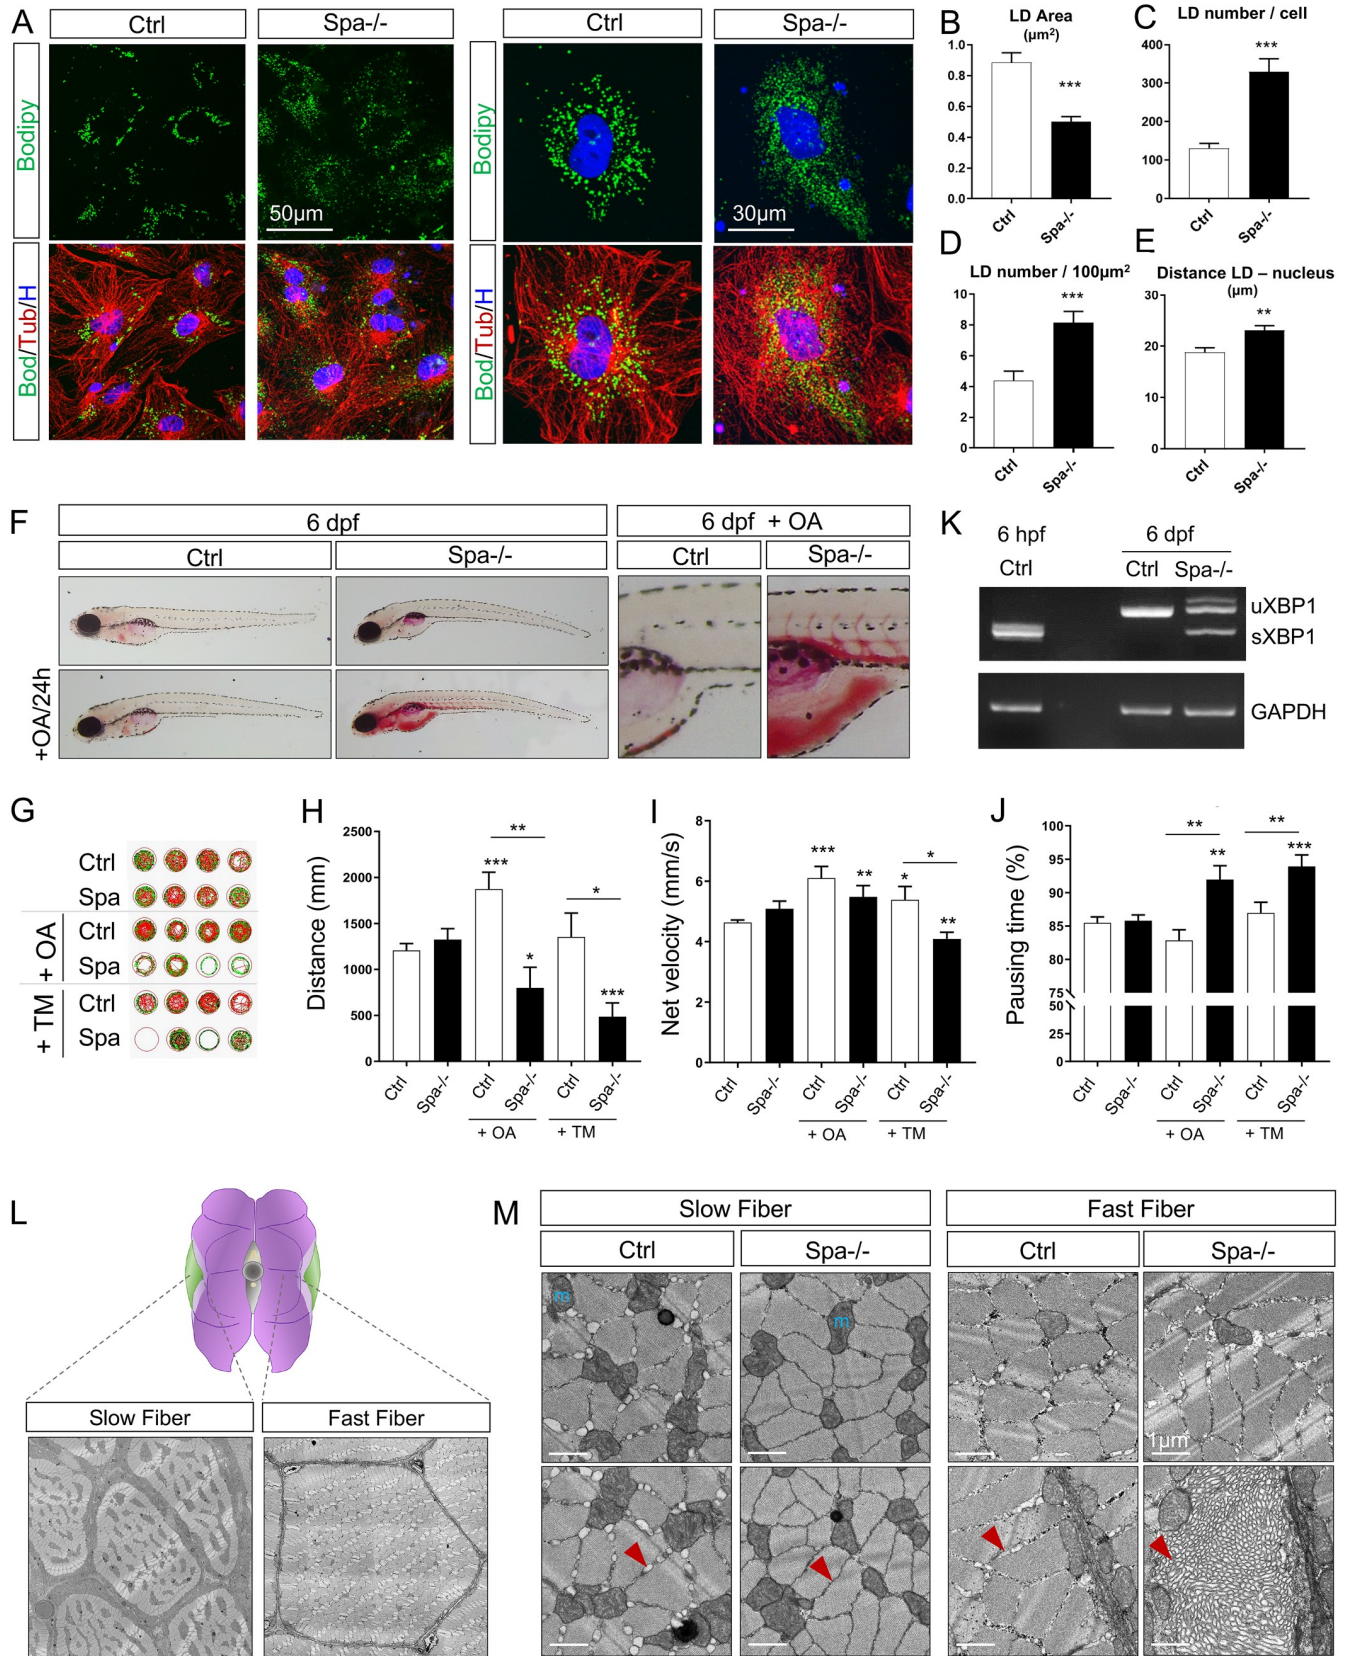 A
Ctrl
Spa-/-
Ctrl
Spa-/-
Bodipy
50µm
Bodipy
30µm
Bod/Tub/H
Bod/Tub/H
B
LD Area
(µm²)
1.0
0.8
0.6
0.4
0.2
0.0
***
Ctrl
Spa-/-
C
LD number / cell
400
300
200
100
0
***
Ctrl
Spa-/-
D
LD number / 100µm²
10
8
6
4
2
0
***
Ctrl
Spa-/-
E
Distance LD – nucleus
(µm)
30
20
10
0
**
Ctrl
Spa-/-
F
6 dpf
6 dpf + OA
Ctrl
Spa-/-
Ctrl
Spa-/-
+OA/24h
K
6 hpf
6 dpf
Ctrl
Ctrl Spa-/-
uXBP1
sXBP1
GAPDH
G
Ctrl
Spa
+ OA
Ctrl
Spa
+ TM
Ctrl
Spa
H
Distance (mm)
2500
2000
1500
1000
500
0
**
***
*
*
***
Ctrl
Spa-/-
Ctrl
Spa-/-
Ctrl
Spa-/-
+ OA
+ TM
I
Net velocity (mm/s)
8
6
4
2
0
***
**
*
*
**
Ctrl
Spa-/-
Ctrl
Spa-/-
Ctrl
Spa-/-
+ OA
+ TM
J
Pausing time (%)
100
95
90
85
80
75
50
25
0
**
**
**
***
Ctrl
Spa-/-
Ctrl
Spa-/-
Ctrl
Spa-/-
+ OA
+ TM
L
Slow Fiber
Fast Fiber
M
Slow Fiber
Fast Fiber
Ctrl
Spa-/-
Ctrl
Spa-/-
m
m
1µm